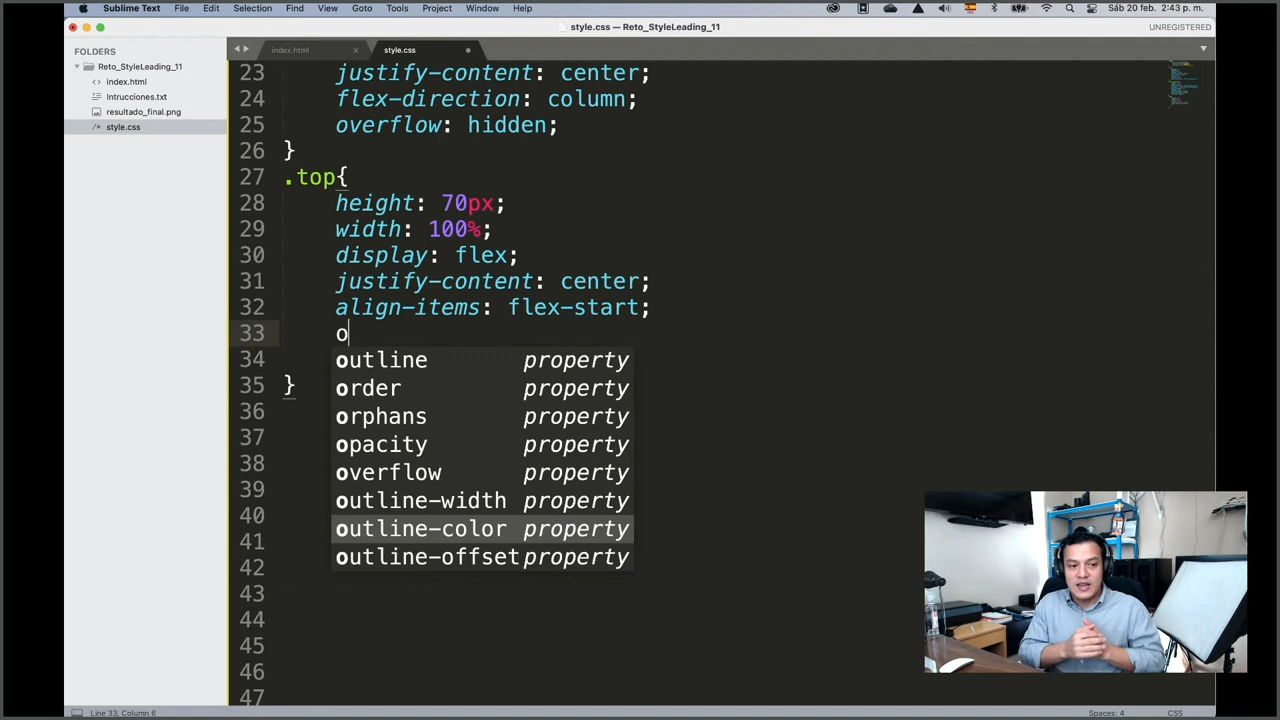 Sublime Text File Edit Selection Find View Goto Tools Project Window Help Sáb 20 feb. 2:43 p. m.
style.css — Reto_StyleLeading_11 UNREGISTERED
FOLDERS
Reto_StyleLeading_11
index.html
Intrucciones.txt
resultado_final.png
style.css
index.html style.css
23 justify-content: center;
24 flex-direction: column;
25 overflow: hidden;
26 }
27 .top{
28 height: 70px;
29 width: 100%;
30 display: flex;
31 justify-content: center;
32 align-items: flex-start;
33 o
34 outline property
order property
35 }
orphans property
36
37 opacity property
38 overflow property
39
outline-width property
40
41 outline-color property
42 outline-offset property
43
44
45
46
47
Line 33, Column 6 Spaces: 4 CSS